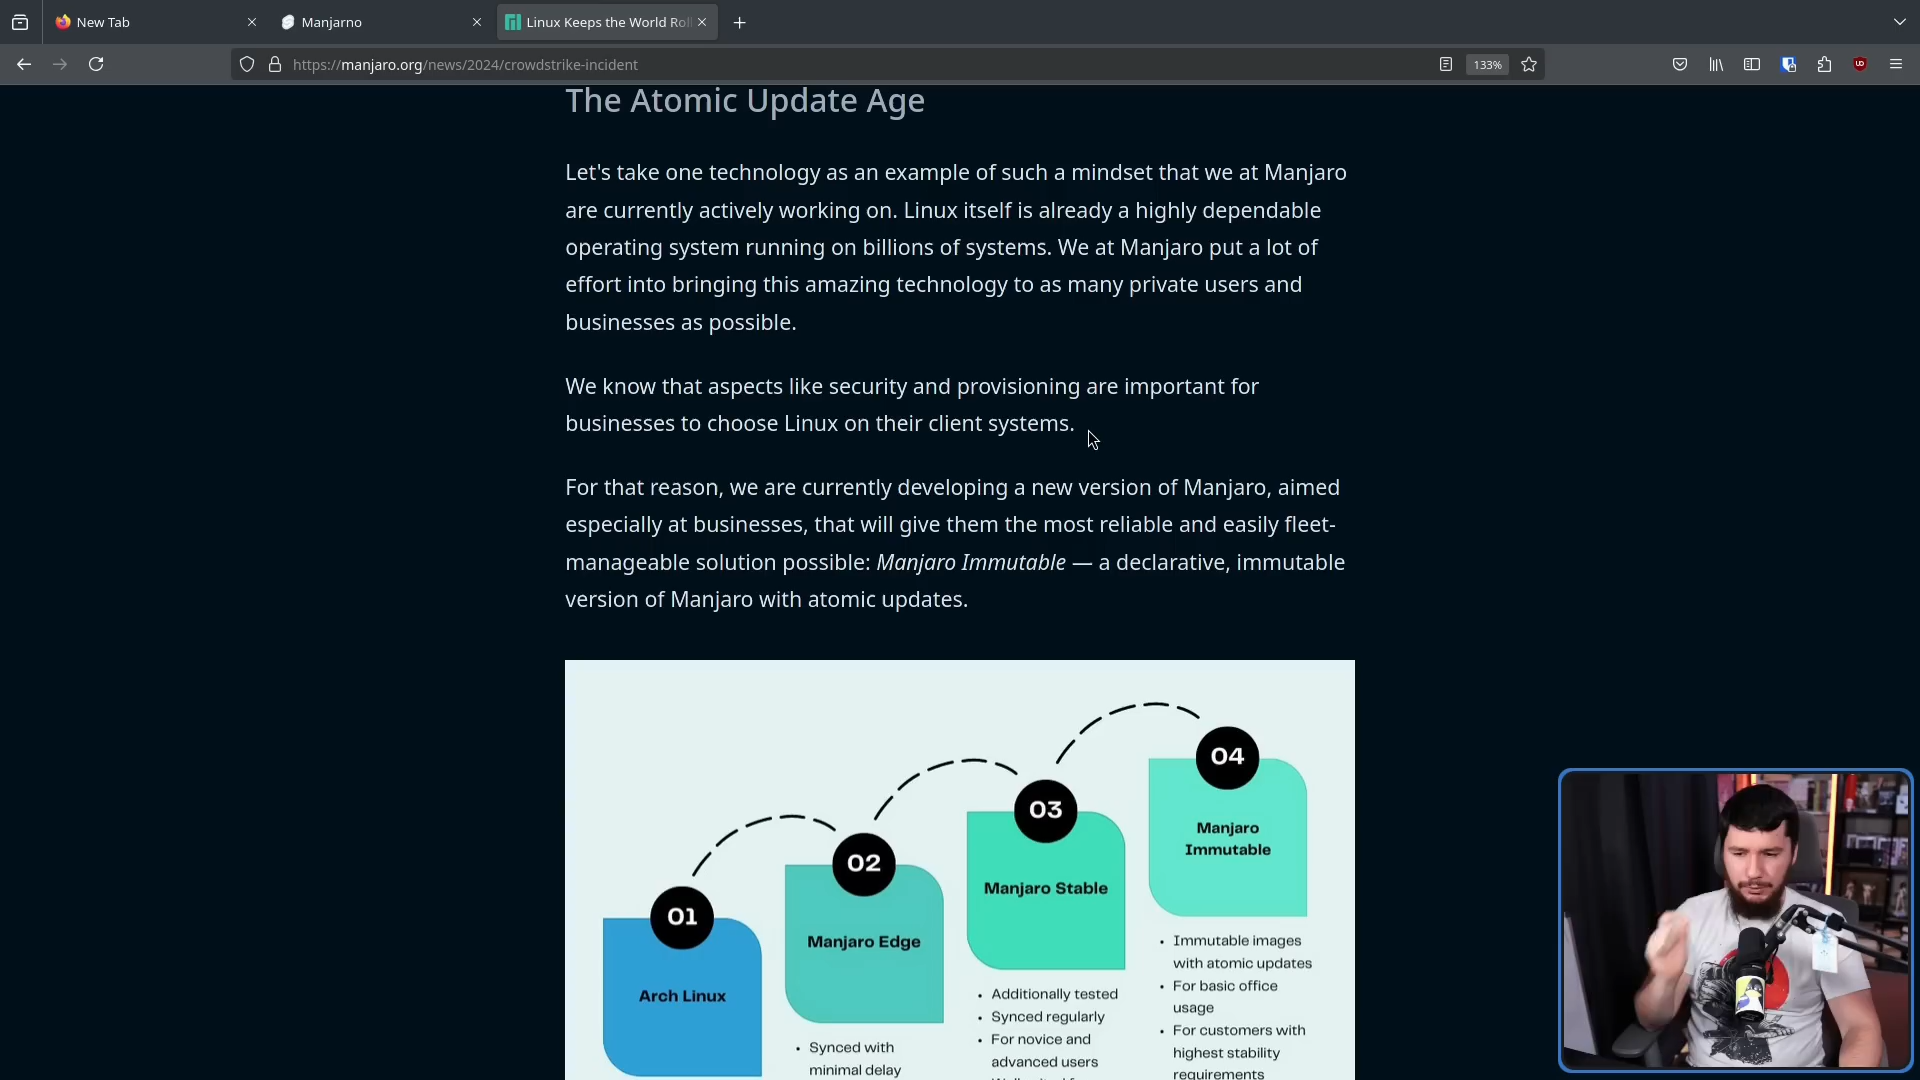 New Tab
Manjarno
Linux Keeps the World Rol
https://manjaro.org/news/2024/crowdstrike-incident
133%
The Atomic Update Age
Let's take one technology as an example of such a mindset that we at Manjaro
are currently actively working on. Linux itself is already a highly dependable
operating system running on billions of systems. We at Manjaro put a lot of
effort into bringing this amazing technology to as many private users and
businesses as possible.
We know that aspects like security and provisioning are important for
businesses to choose Linux on their client systems.
For that reason, we are currently developing a new version of Manjaro, aimed
especially at businesses, that will give them the most reliable and easily fleet-
manageable solution possible: Manjaro Immutable — a declarative, immutable
version of Manjaro with atomic updates.
01
Arch Linux
02
Manjaro Edge
• Synced with
minimal delay
03
Manjaro Stable
• Additionally tested
• Synced regularly
• For novice and
advanced users
04
Manjaro
Immutable
• Immutable images
with atomic updates
• For basic office
usage
• For customers with
highest stability
requirements